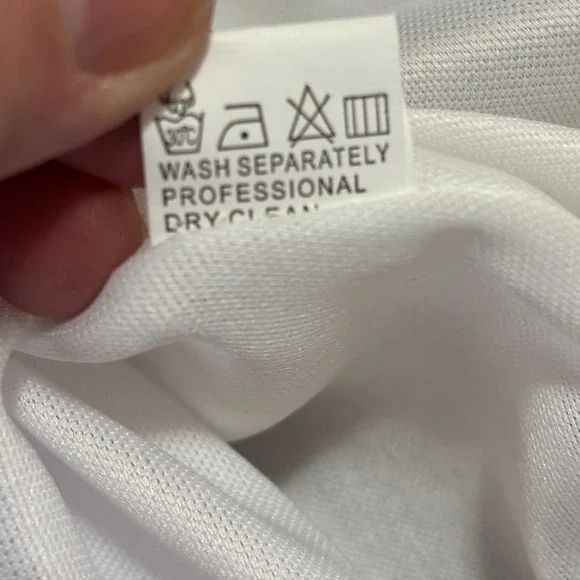 30°C
WASH SEPARATELY
PROFESSIONAL
DRY CLEAN